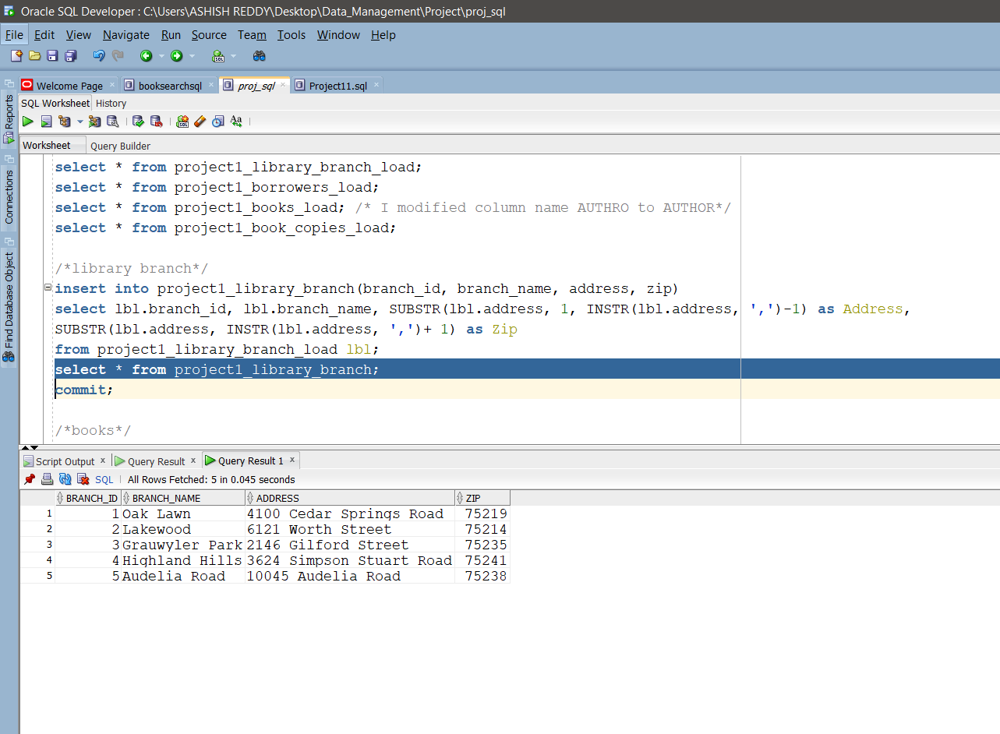 Oracle SQL Developer : C:\Users\ASHISH REDDY\Desktop\Data_Management\Project\proj_sql
File Edit View Navigate Run Source Team Tools Window Help
Welcome Page × booksearchsql × proj_sql × Project11.sql ×
Reports
Connections
Find Database Object
SQL Worksheet History
Worksheet Query Builder
select * from project1_library_branch_load;
select * from project1_borrowers_load;
select * from project1_books_load; /* I modified column name AUTHRO to AUTHOR*/
select * from project1_book_copies_load;
/*library branch*/
insert into project1_library_branch(branch_id, branch_name, address, zip)
select lbl.branch_id, lbl.branch_name, SUBSTR(lbl.address, 1, INSTR(lbl.address, ',')-1) as Address,
SUBSTR(lbl.address, INSTR(lbl.address, ',')+ 1) as Zip
from project1_library_branch_load lbl;
select * from project1_library_branch;
commit;
/*books*/
Script Output × Query Result × Query Result 1 ×
SQL | All Rows Fetched: 5 in 0.045 seconds
BRANCH_ID BRANCH_NAME ADDRESS ZIP
1 1 Oak Lawn 4100 Cedar Springs Road 75219
2 2 Lakewood 6121 Worth Street 75214
3 3 Grauwyler Park 2146 Gilford Street 75235
4 4 Highland Hills 3624 Simpson Stuart Road 75241
5 5 Audelia Road 10045 Audelia Road 75238